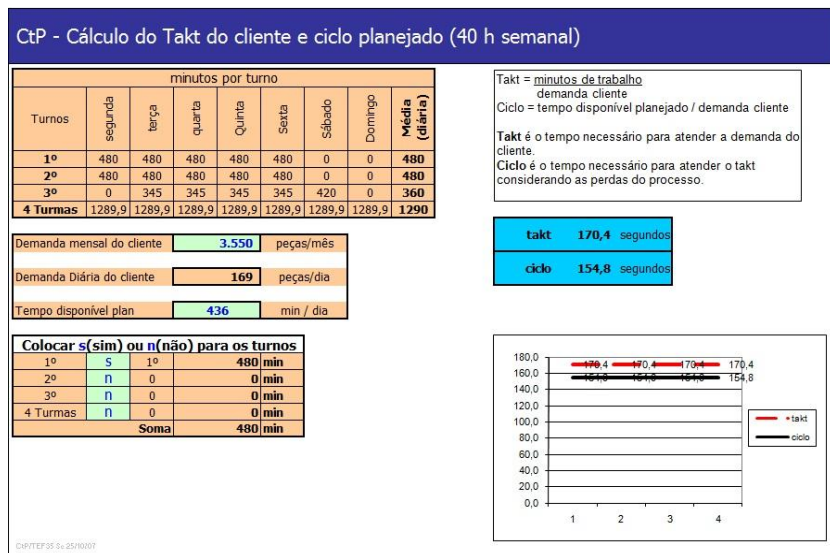 CtP - Cálculo do Takt do cliente e ciclo planejado (40 h semanal)
minutos por turno
Turnos segunda terça quarta Quinta Sexta Sábado Domingo Média (diária)
1º 480 480 480 480 480 0 0 480
2º 480 480 480 480 480 0 0 480
3º 0 345 345 345 345 420 0 360
4 Turmas 1289,9 1289,9 1289,9 1289,9 1289,9 1289,9 1289,9 1290
Demanda mensal do cliente 3.550 peças/mês
Demanda Diária do cliente 169 peças/dia
Tempo disponível plan 436 min / dia
Colocar s(sim) ou n(não) para os turnos
1º s 1º 480 min
2º n 0 0 min
3º n 0 0 min
4 Turmas n 0 0 min
Soma 480 min
Takt = minutos de trabalho
demanda cliente
Ciclo = tempo disponível planejado / demanda cliente
Takt é o tempo necessário para atender a demanda do
cliente.
Ciclo é o tempo necessário para atender o takt
considerando as perdas do processo.
takt 170,4 segundos
ciclo 154,8 segundos
180,0
160,0
140,0
120,0
100,0
80,0
60,0
40,0
20,0
0,0
170,4 170,4 170,4 170,4
154,8 154,8 154,8 154,8
1 2 3 4
takt
ciclo